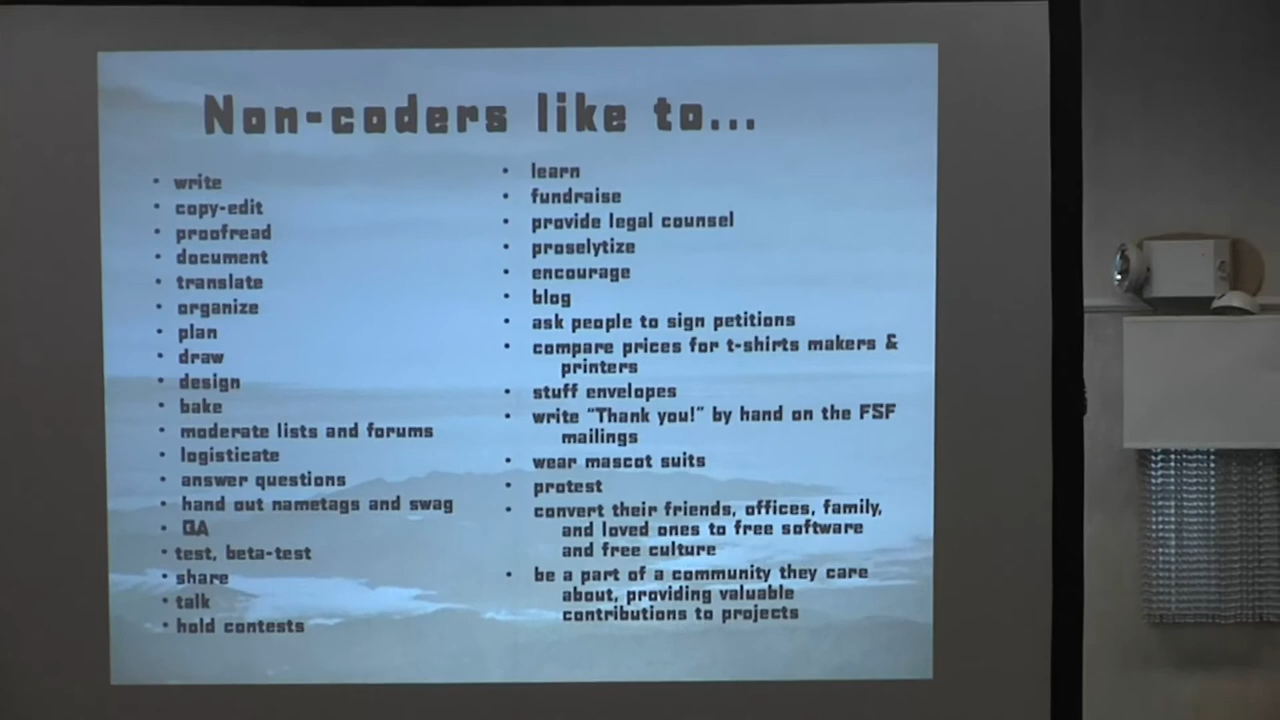 Non-coders like to...
• write
• copy-edit
• proofread
• document
• translate
• organize
• plan
• draw
• design
• bake
• moderate lists and forums
• logisticate
• answer questions
• hand out nametags and swag
• QA
• test, beta-test
• share
• talk
• hold contests
• learn
• fundraise
• provide legal counsel
• proselytize
• encourage
• blog
• ask people to sign petitions
• compare prices for t-shirts makers &
printers
• stuff envelopes
• write "Thank you!" by hand on the FSF
mailings
• wear mascot suits
• protest
• convert their friends, offices, family,
and loved ones to free software
and free culture
• be a part of a community they care
about, providing valuable
contributions to projects